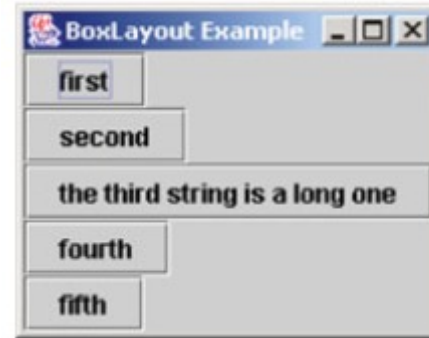 BoxLayout Example
first
second
the third string is a long one
fourth
fifth